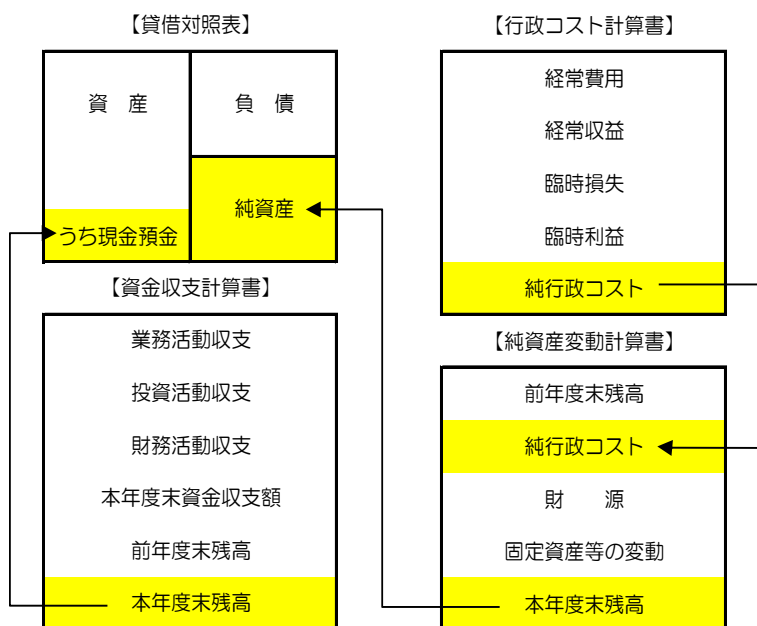 【貸借対照表】
資　産
負　債
純資産
うち現金預金
【資金収支計算書】
業務活動収支
投資活動収支
財務活動収支
本年度末資金収支額
前年度末残高
本年度末残高
【行政コスト計算書】
経常費用
経常収益
臨時損失
臨時利益
純行政コスト
【純資産変動計算書】
前年度末残高
純行政コスト
財　　源
固定資産等の変動
本年度末残高